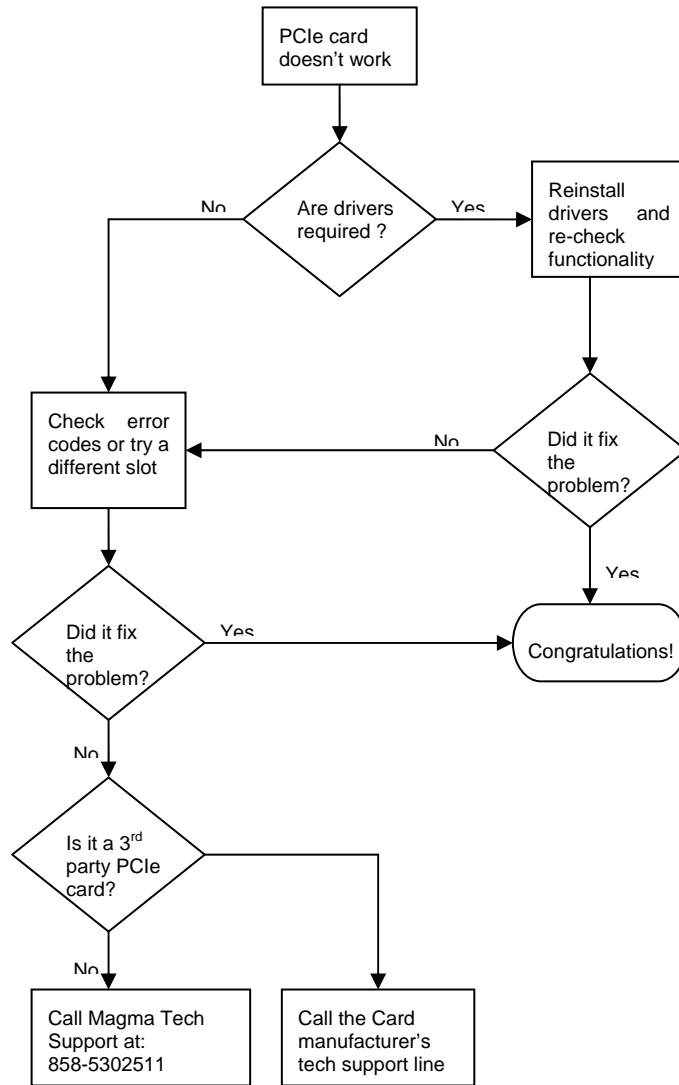 PCIe card
doesn't work
No
Are drivers
required ?
Yes
Reinstall
drivers and
re-check
functionality
Check error
codes or try a
different slot
No
Did it fix
the
problem?
Yes
Did it fix
the
problem?
Yes
Congratulations!
No
Is it a 3rd
party PCIe
card?
No
Call Magma Tech
Support at:
858-5302511
Call the Card
manufacturer's
tech support line